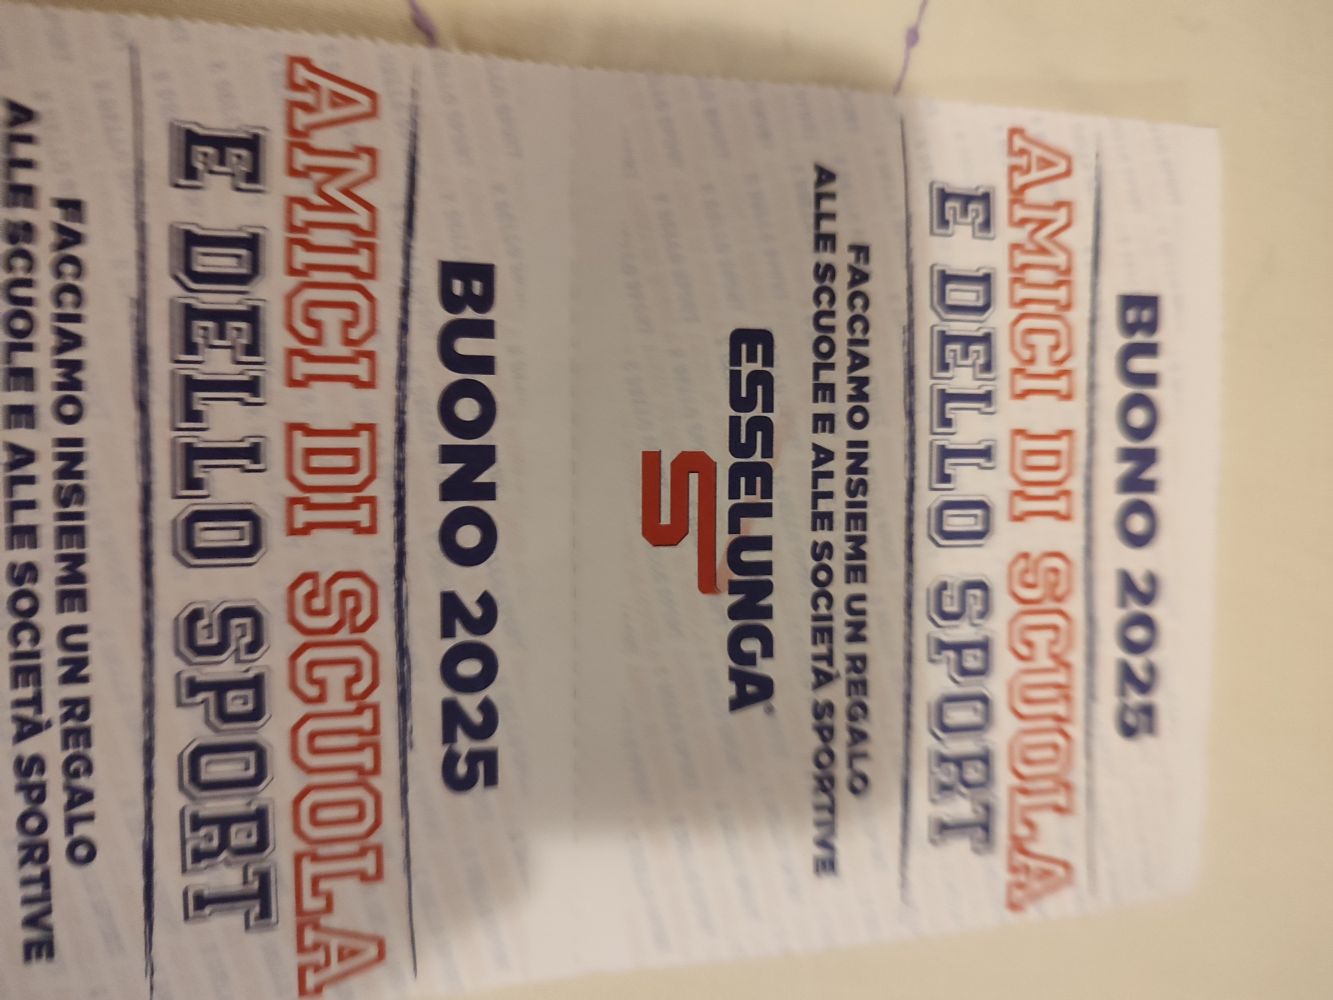 BUONO 2025
AMICI DI SCUOLA
E DELLO SPORT
FACCIAMO INSIEME UN REGALO
ALLE SCUOLE E ALLE SOCIETÀ SPORTIVE
ESSELUNGA
BUONO 2025
AMICI DI SCUOLA
E DELLO SPORT
FACCIAMO INSIEME UN REGALO
ALLE SCUOLE E ALLE SOCIETÀ SPORTIVE